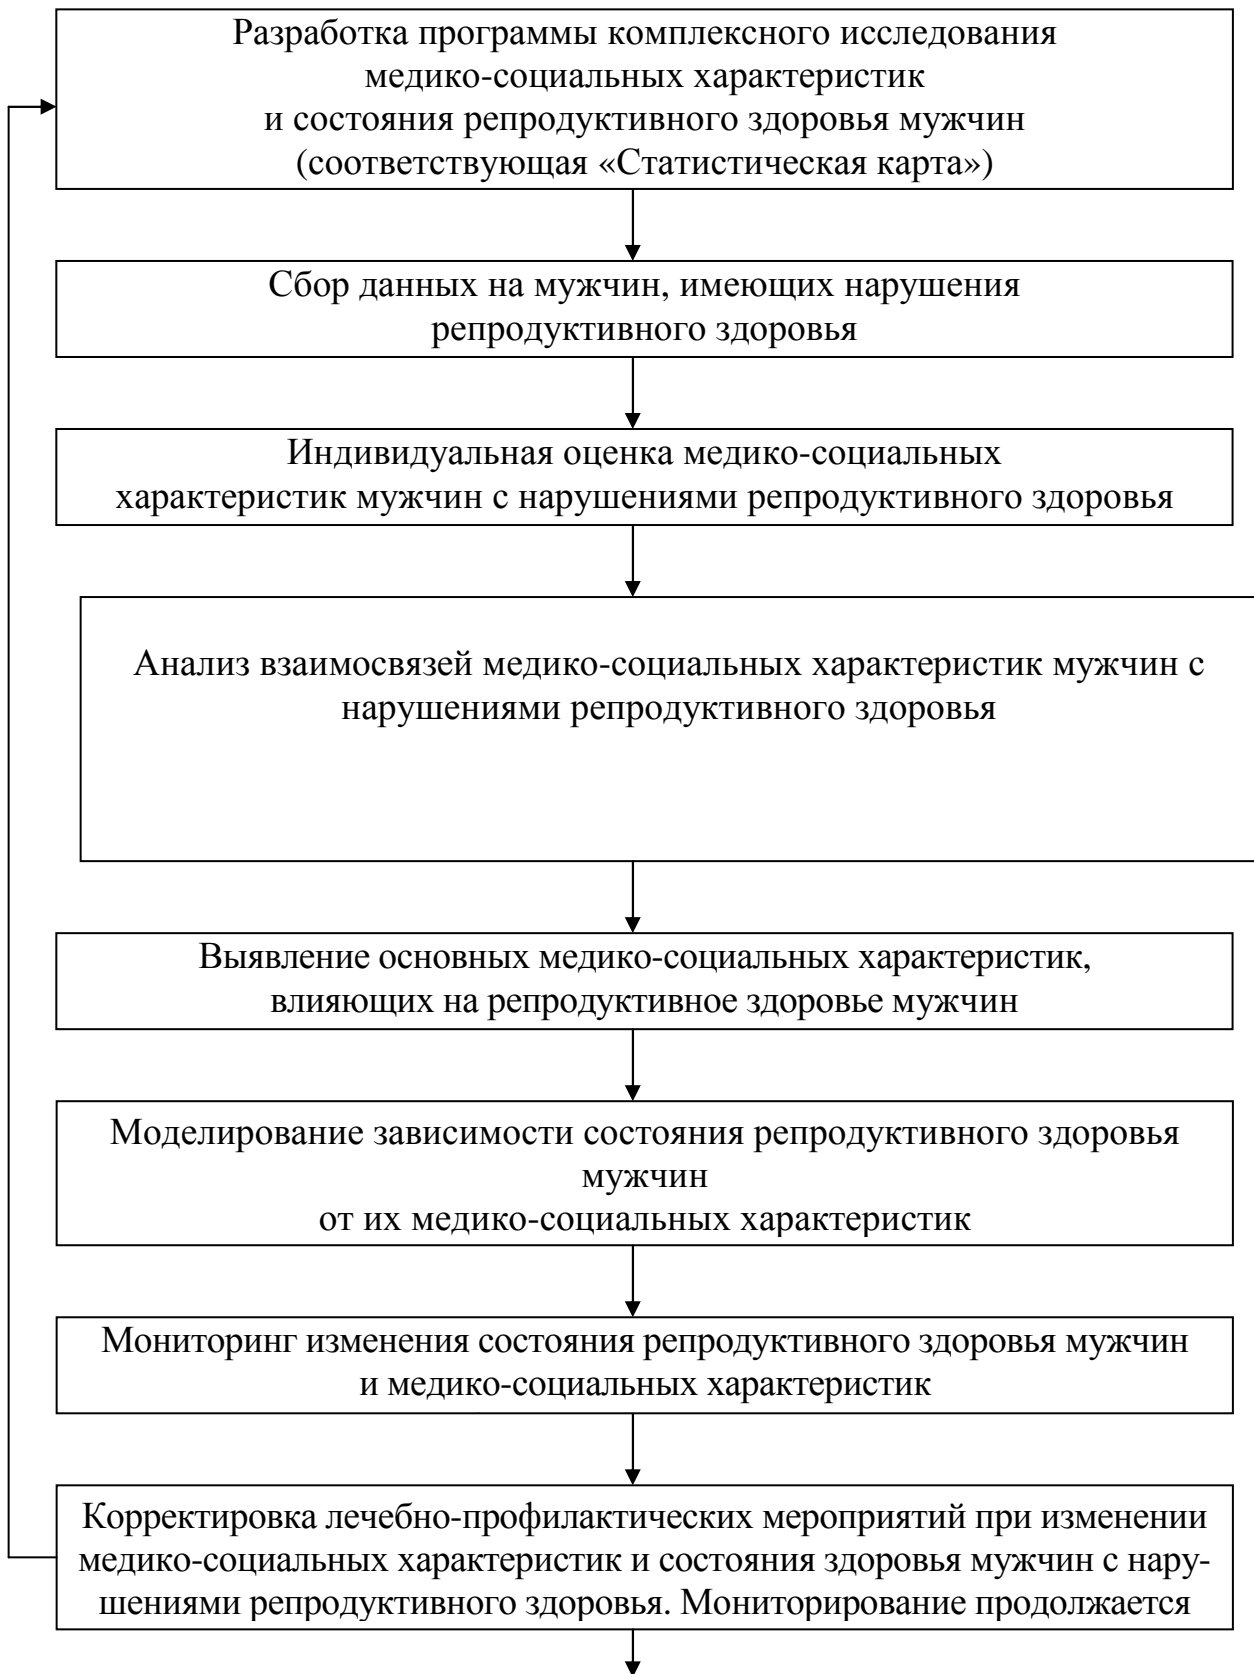 Разработка программы комплексного исследования
медико-социальных характеристик
и состояния репродуктивного здоровья мужчин
(соответствующая «Статистическая карта»)
Сбор данных на мужчин, имеющих нарушения
репродуктивного здоровья
Индивидуальная оценка медико-социальных
характеристик мужчин с нарушениями репродуктивного здоровья
Анализ взаимосвязей медико-социальных характеристик мужчин с
нарушениями репродуктивного здоровья
Выявление основных медико-социальных характеристик,
влияющих на репродуктивное здоровье мужчин
Моделирование зависимости состояния репродуктивного здоровья
мужчин
от их медико-социальных характеристик
Мониторинг изменения состояния репродуктивного здоровья мужчин
и медико-социальных характеристик
Корректировка лечебно-профилактических мероприятий при изменении
медико-социальных характеристик и состояния здоровья мужчин с нару-
шениями репродуктивного здоровья. Мониторирование продолжается